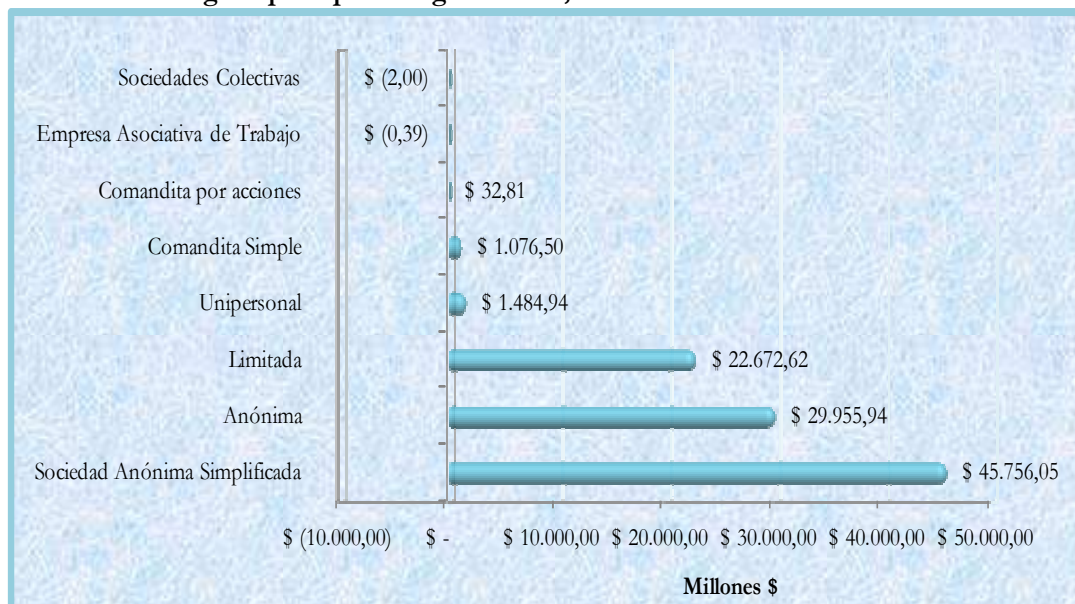 Sociedades Colectivas $ (2,00)
Empresa Asociativa de Trabajo $ (0,39)
Comandita por acciones $ 32,81
Comandita Simple $ 1.076,50
Unipersonal $ 1.484,94
Limitada $ 22.672,62
Anónima $ 29.955,94
Sociedad Anónima Simplificada $ 45.756,05
$ (10.000,00) $ - $ 10.000,00 $ 20.000,00 $ 30.000,00 $ 40.000,00 $ 50.000,00
Millones $